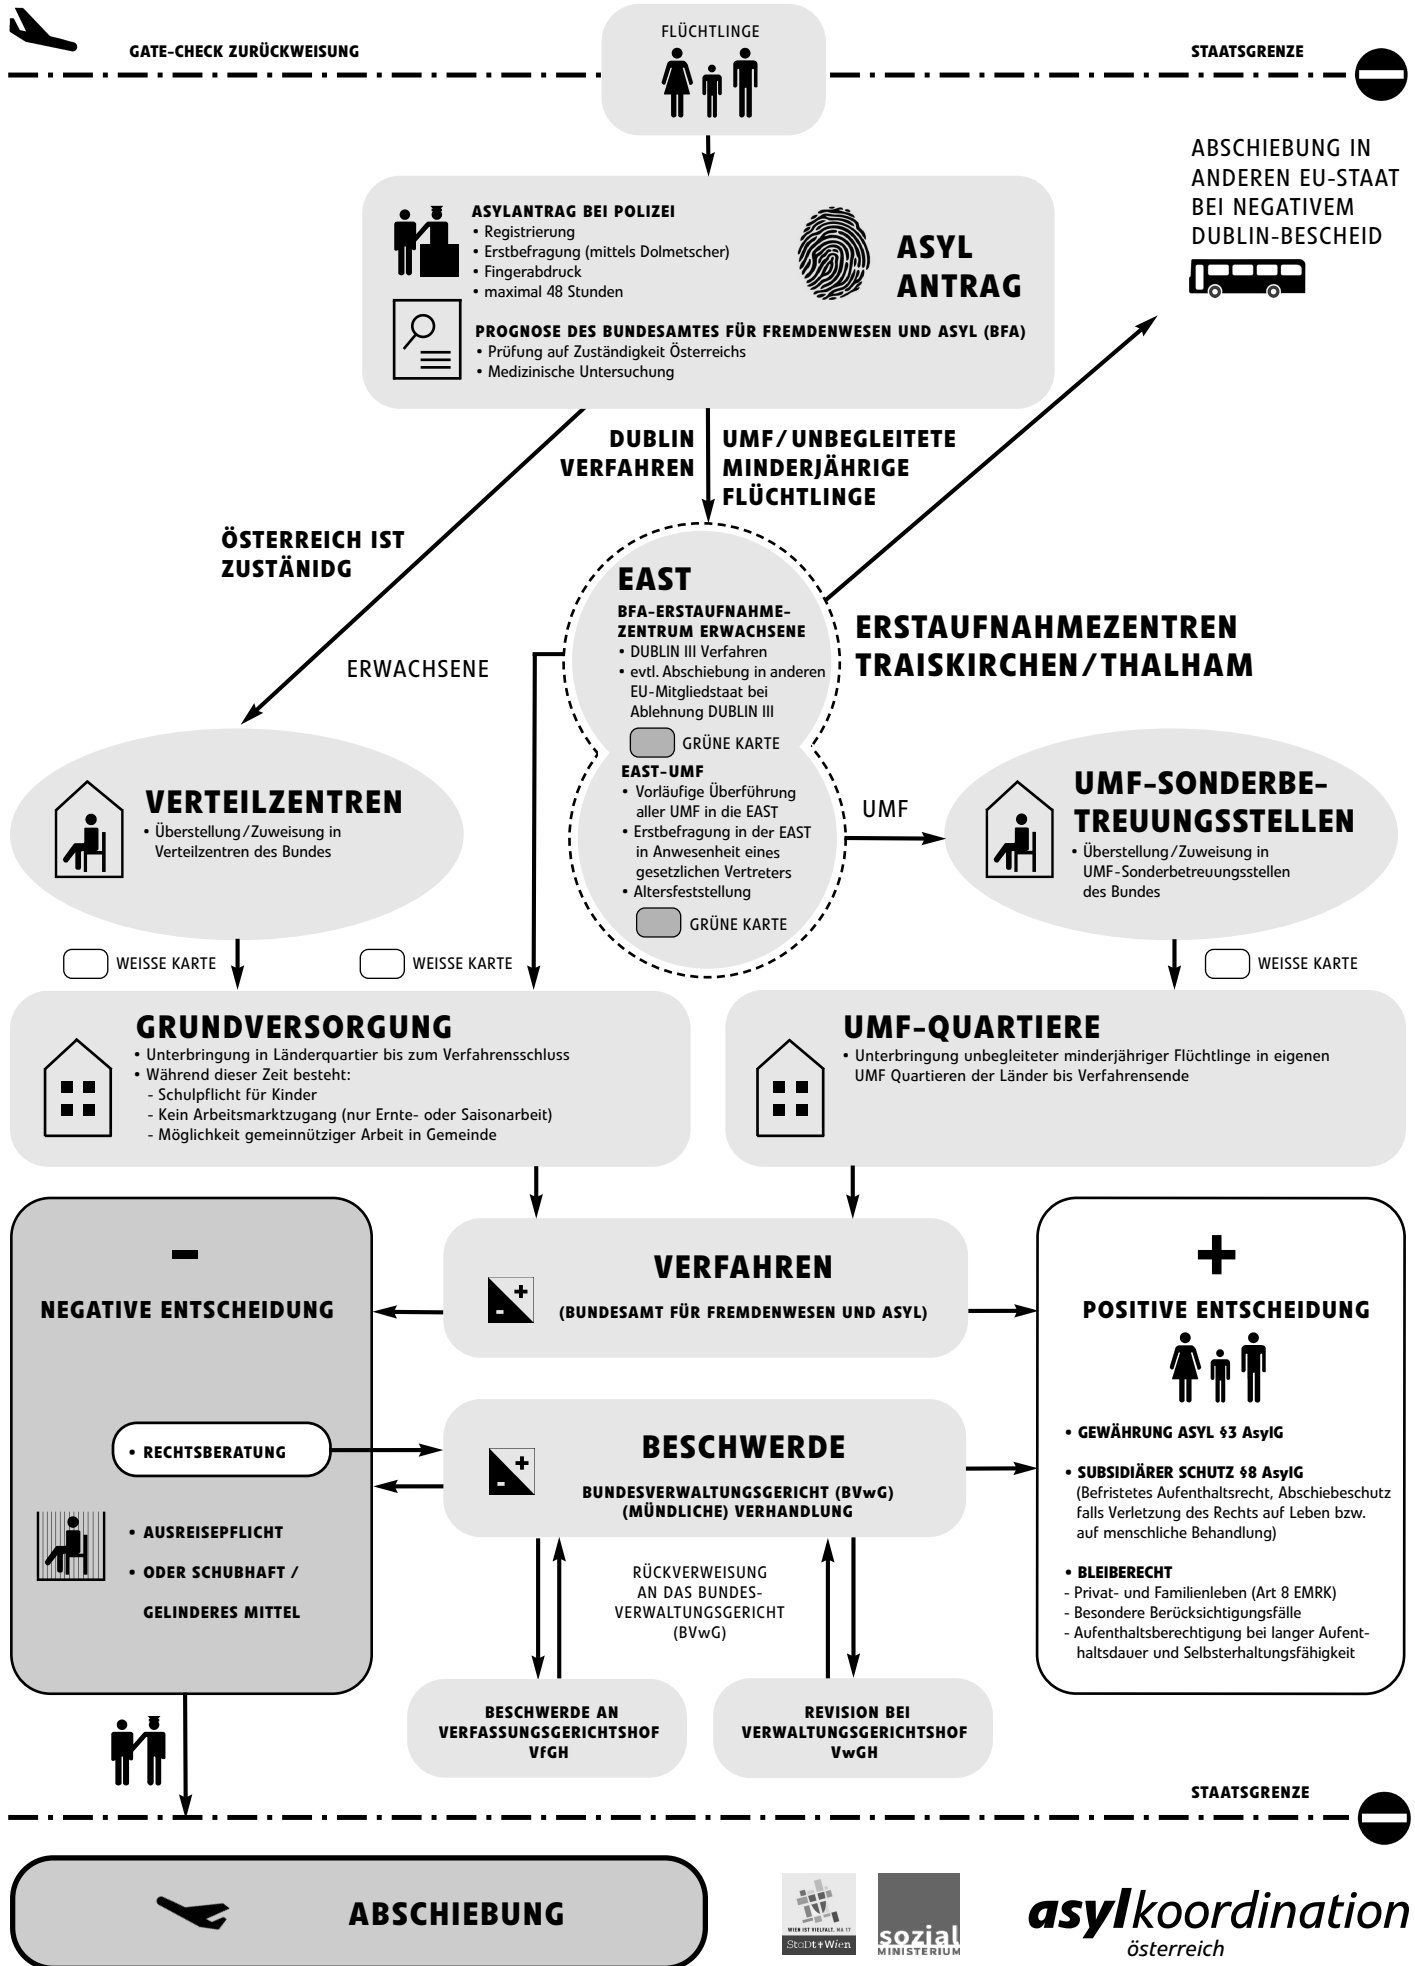 FLÜCHTLINGE
GATE-CHECK ZURÜCKWEISUNG
STAATSGRENZE
ABSCHIEBUNG IN
ANDEREN EU-STAAT
BEI NEGATIVEM
DUBLIN-BESCHEID
ASYLANTRAG BEI POLIZEI
• Registrierung
• Erstbefragung (mittels Dolmetscher)
• Fingerabdruck
• maximal 48 Stunden
ASYL
ANTRAG
PROGNOSE DES BUNDESAMTES FÜR FREMDENWESEN UND ASYL (BFA)
• Prüfung auf Zuständigkeit Österreichs
• Medizinische Untersuchung
DUBLIN
VERFAHREN
UMF/UNBEGLEITETE
MINDERJÄHRIGE
FLÜCHTLINGE
ÖSTERREICH IST
ZUSTÄNIDG
ERWACHSENE
EAST
BFA-ERSTAUFNAHME-
ZENTRUM ERWACHSENE
• DUBLIN III Verfahren
• evtl. Abschiebung in anderen
EU-Mitgliedstaat bei
Ablehnung DUBLIN III
GRÜNE KARTE
ERSTAUFNAHMEZENTREN
TRAISKIRCHEN/THALHAM
EAST-UMF
• Vorläufige Überführung
aller UMF in die EAST
• Erstbefragung in der EAST
in Anwesenheit eines
gesetzlichen Vertreters
• Altersfeststellung
GRÜNE KARTE
UMF
VERTEILZENTREN
• Überstellung/Zuweisung in
Verteilzentren des Bundes
UMF-SONDERBE-
TREUUNGSSTELLEN
• Überstellung/Zuweisung in
UMF-Sonderbetreuungsstellen
des Bundes
WEISSE KARTE
WEISSE KARTE
WEISSE KARTE
GRUNDVERSORGUNG
• Unterbringung in Länderquartier bis zum Verfahrensschluss
• Während dieser Zeit besteht:
- Schulpflicht für Kinder
- Kein Arbeitsmarktzugang (nur Ernte- oder Saisonarbeit)
- Möglichkeit gemeinnütziger Arbeit in Gemeinde
UMF-QUARTIERE
• Unterbringung unbegleiteter minderjähriger Flüchtlinge in eigenen
UMF Quartieren der Länder bis Verfahrensende
-
NEGATIVE ENTSCHEIDUNG
• RECHTSBERATUNG
• AUSREISEPFLICHT
• ODER SCHUBHAFT /
GELINDERES MITTEL
VERFAHREN
- +
(BUNDESAMT FÜR FREMDENWESEN UND ASYL)
BESCHWERDE
- +
BUNDESVERWALTUNGSGERICHT (BVwG)
(MÜNDLICHE) VERHANDLUNG
RÜCKVERWEISUNG
AN DAS BUNDES-
VERWALTUNGSGERICHT
(BVwG)
BESCHWERDE AN
VERFASSUNGSGERICHTSHOF
VfGH
REVISION BEI
VERWALTUNGSGERICHTSHOF
VwGH
+
POSITIVE ENTSCHEIDUNG
• GEWÄHRUNG ASYL §3 AsylG
• SUBSIDIÄRER SCHUTZ §8 AsylG
(Befristetes Aufenthaltsrecht, Abschiebeschutz
falls Verletzung des Rechts auf Leben bzw.
auf menschliche Behandlung)
• BLEIBERECHT
- Privat- und Familienleben (Art 8 EMRK)
- Besondere Berücksichtigungsfälle
- Aufenthaltsberechtigung bei langer Aufent-
haltsdauer und Selbsterhaltungsfähigkeit
STAATSGRENZE
ABSCHIEBUNG
WIEN IST VIELFALT. MA 17
StaDt+Wien
sozial
MINISTERIUM
asylkoordination
österreich